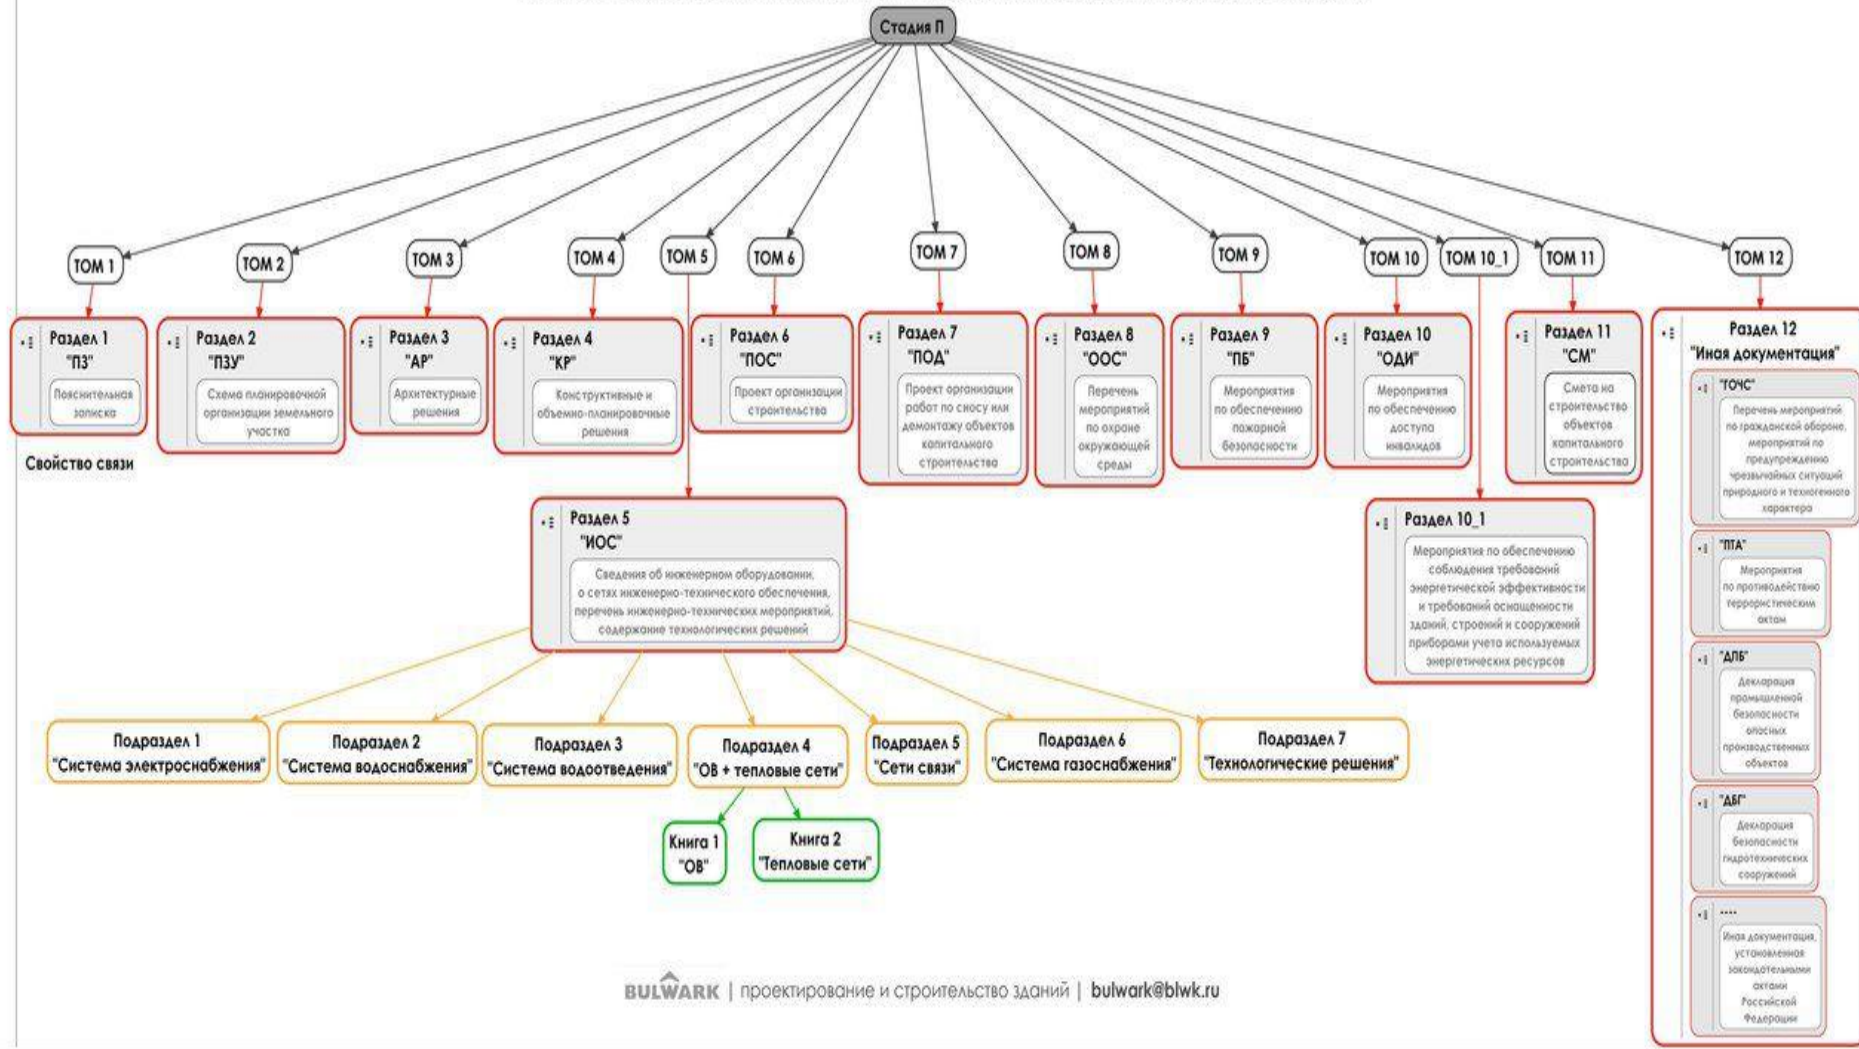 Стадия П
ТОМ 1
ТОМ 2
ТОМ 3
ТОМ 4
ТОМ 5
ТОМ 6
ТОМ 7
ТОМ 8
ТОМ 9
ТОМ 10
ТОМ 10_1
ТОМ 11
ТОМ 12
Раздел 1
"ПЗ"
Пояснительная
записка
Раздел 2
"ПЗУ"
Схема планировочной
организации земельного
участка
Раздел 3
"АР"
Архитектурные
решения
Раздел 4
"КР"
Конструктивные и
объемно-планировочные
решения
Раздел 6
"ПОС"
Проект организации
строительства
Раздел 7
"ПОД"
Проект организации
работ по сносу или
демонтажу объектов
капитального
строительства
Раздел 8
"ООС"
Перечень
мероприятий
по охране
окружающей
среды
Раздел 9
"ПБ"
Мероприятия
по обеспечению
пожарной
безопасности
Раздел 10
"ОДИ"
Мероприятия
по обеспечению
доступа
инвалидов
Раздел 11
"СМ"
Смета на
строительство
объектов
капитального
строительства
Раздел 12
"Иная документация"
"ГОЧС"
Перечень мероприятий
по гражданской обороне,
мероприятий по
предупреждению
чрезвычайных ситуаций
природного и техногенного
характера
"ПТА"
Мероприятия
по противодействию
террористическим
актам
"ДПБ"
Декларация
промышленной
безопасности
опасных
производственных
объектов
"ДБГ"
Декларация
безопасности
гидротехнических
сооружений
....
Иная документация,
установленная
законодательными
актами
Российской
Федерации
Свойство связи
Раздел 5
"ИОС"
Сведения об инженерном оборудовании,
о сетях инженерно-технического обеспечения,
перечень инженерно-технических мероприятий,
содержание технологических решений
Раздел 10_1
Мероприятия по обеспечению
соблюдения требований
энергетической эффективности
и требований оснащенности
зданий, строений и сооружений
приборами учета используемых
энергетических ресурсов
Подраздел 1
"Система электроснабжения"
Подраздел 2
"Система водоснабжения"
Подраздел 3
"Система водоотведения"
Подраздел 4
"ОВ + тепловые сети"
Подраздел 5
"Сети связи"
Подраздел 6
"Система газоснабжения"
Подраздел 7
"Технологические решения"
Книга 1
"ОВ"
Книга 2
"Тепловые сети"
BULWARK | проектирование и строительство зданий | bulwark@blwk.ru